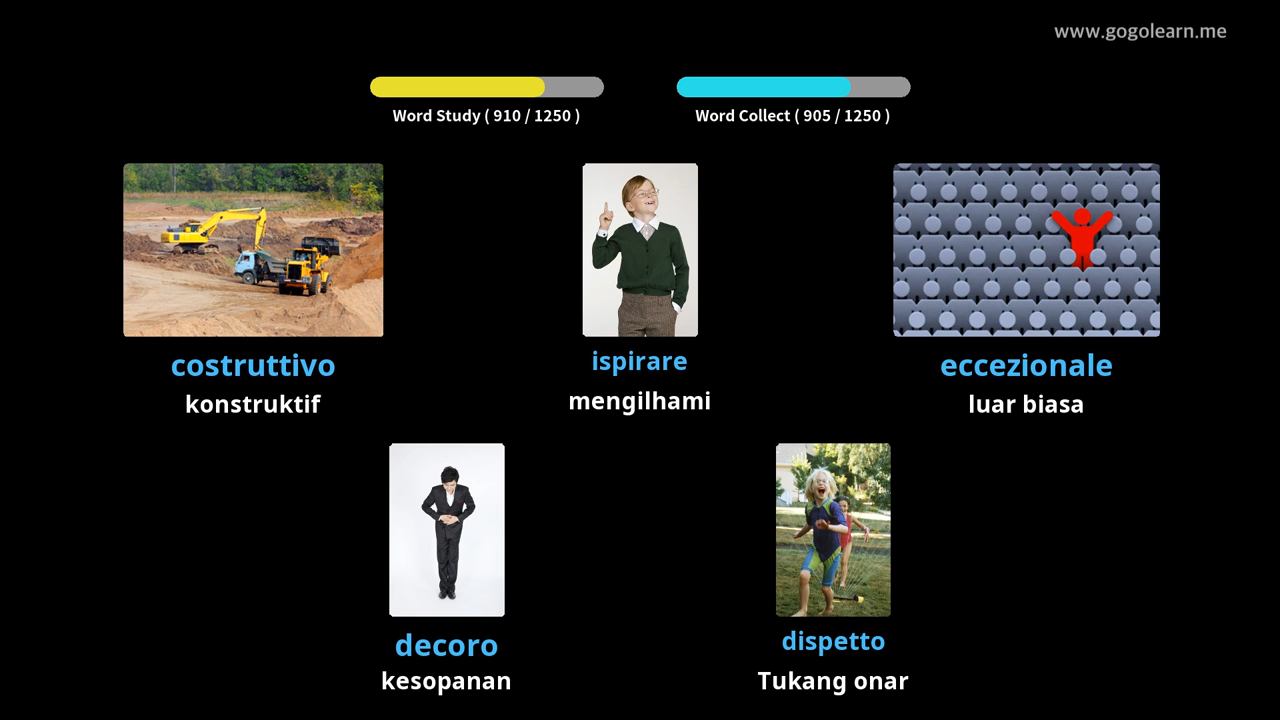 www.gogolearn.me
Word Study ( 910 / 1250 )
Word Collect ( 905 / 1250 )
costruttivo
konstruktif
ispirare
mengilhami
eccezionale
luar biasa
decoro
kesopanan
dispetto
Tukang onar